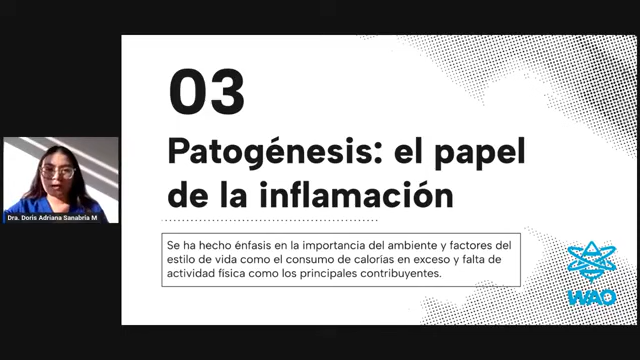 03
Patogénesis: el papel
de la inflamación
Se ha hecho énfasis en la importancia del ambiente y factores del
estilo de vida como el consumo de calorías en exceso y falta de
actividad física como los principales contribuyentes.
WAO
Dra. Doris Adriana Sanabria M